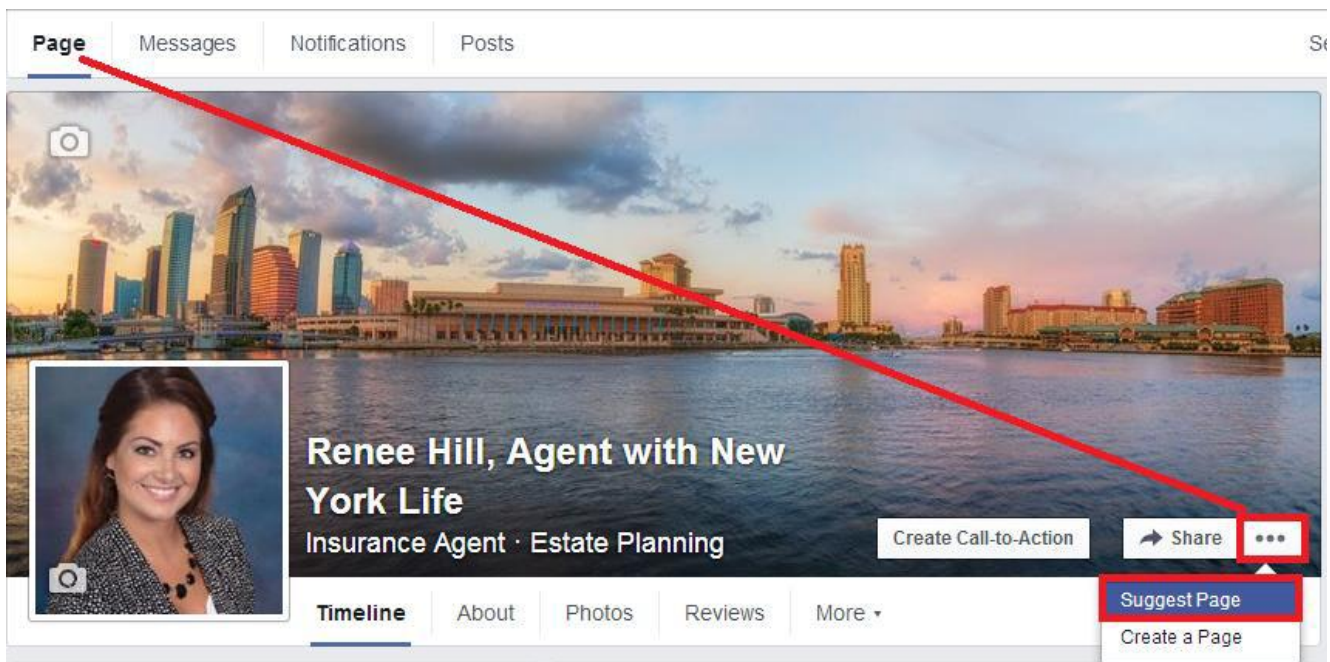 Page Messages Notifications Posts Se
Renee Hill, Agent with New
York Life
Insurance Agent · Estate Planning
Create Call-to-Action Share •••
Timeline About Photos Reviews More
Suggest Page
Create a Page